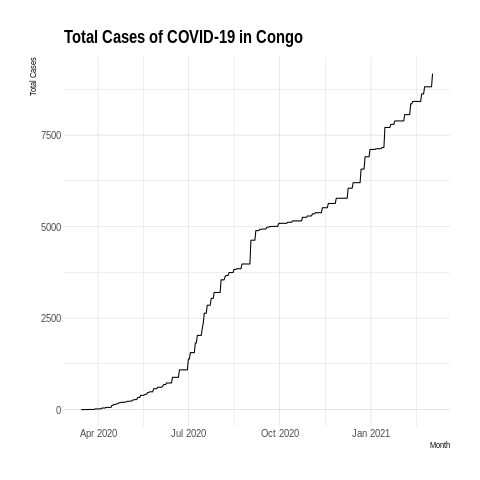 Total Cases of COVID-19 in Congo
Total Cases
7500
5000
2500
0
Apr 2020 Jul 2020 Oct 2020 Jan 2021
Month